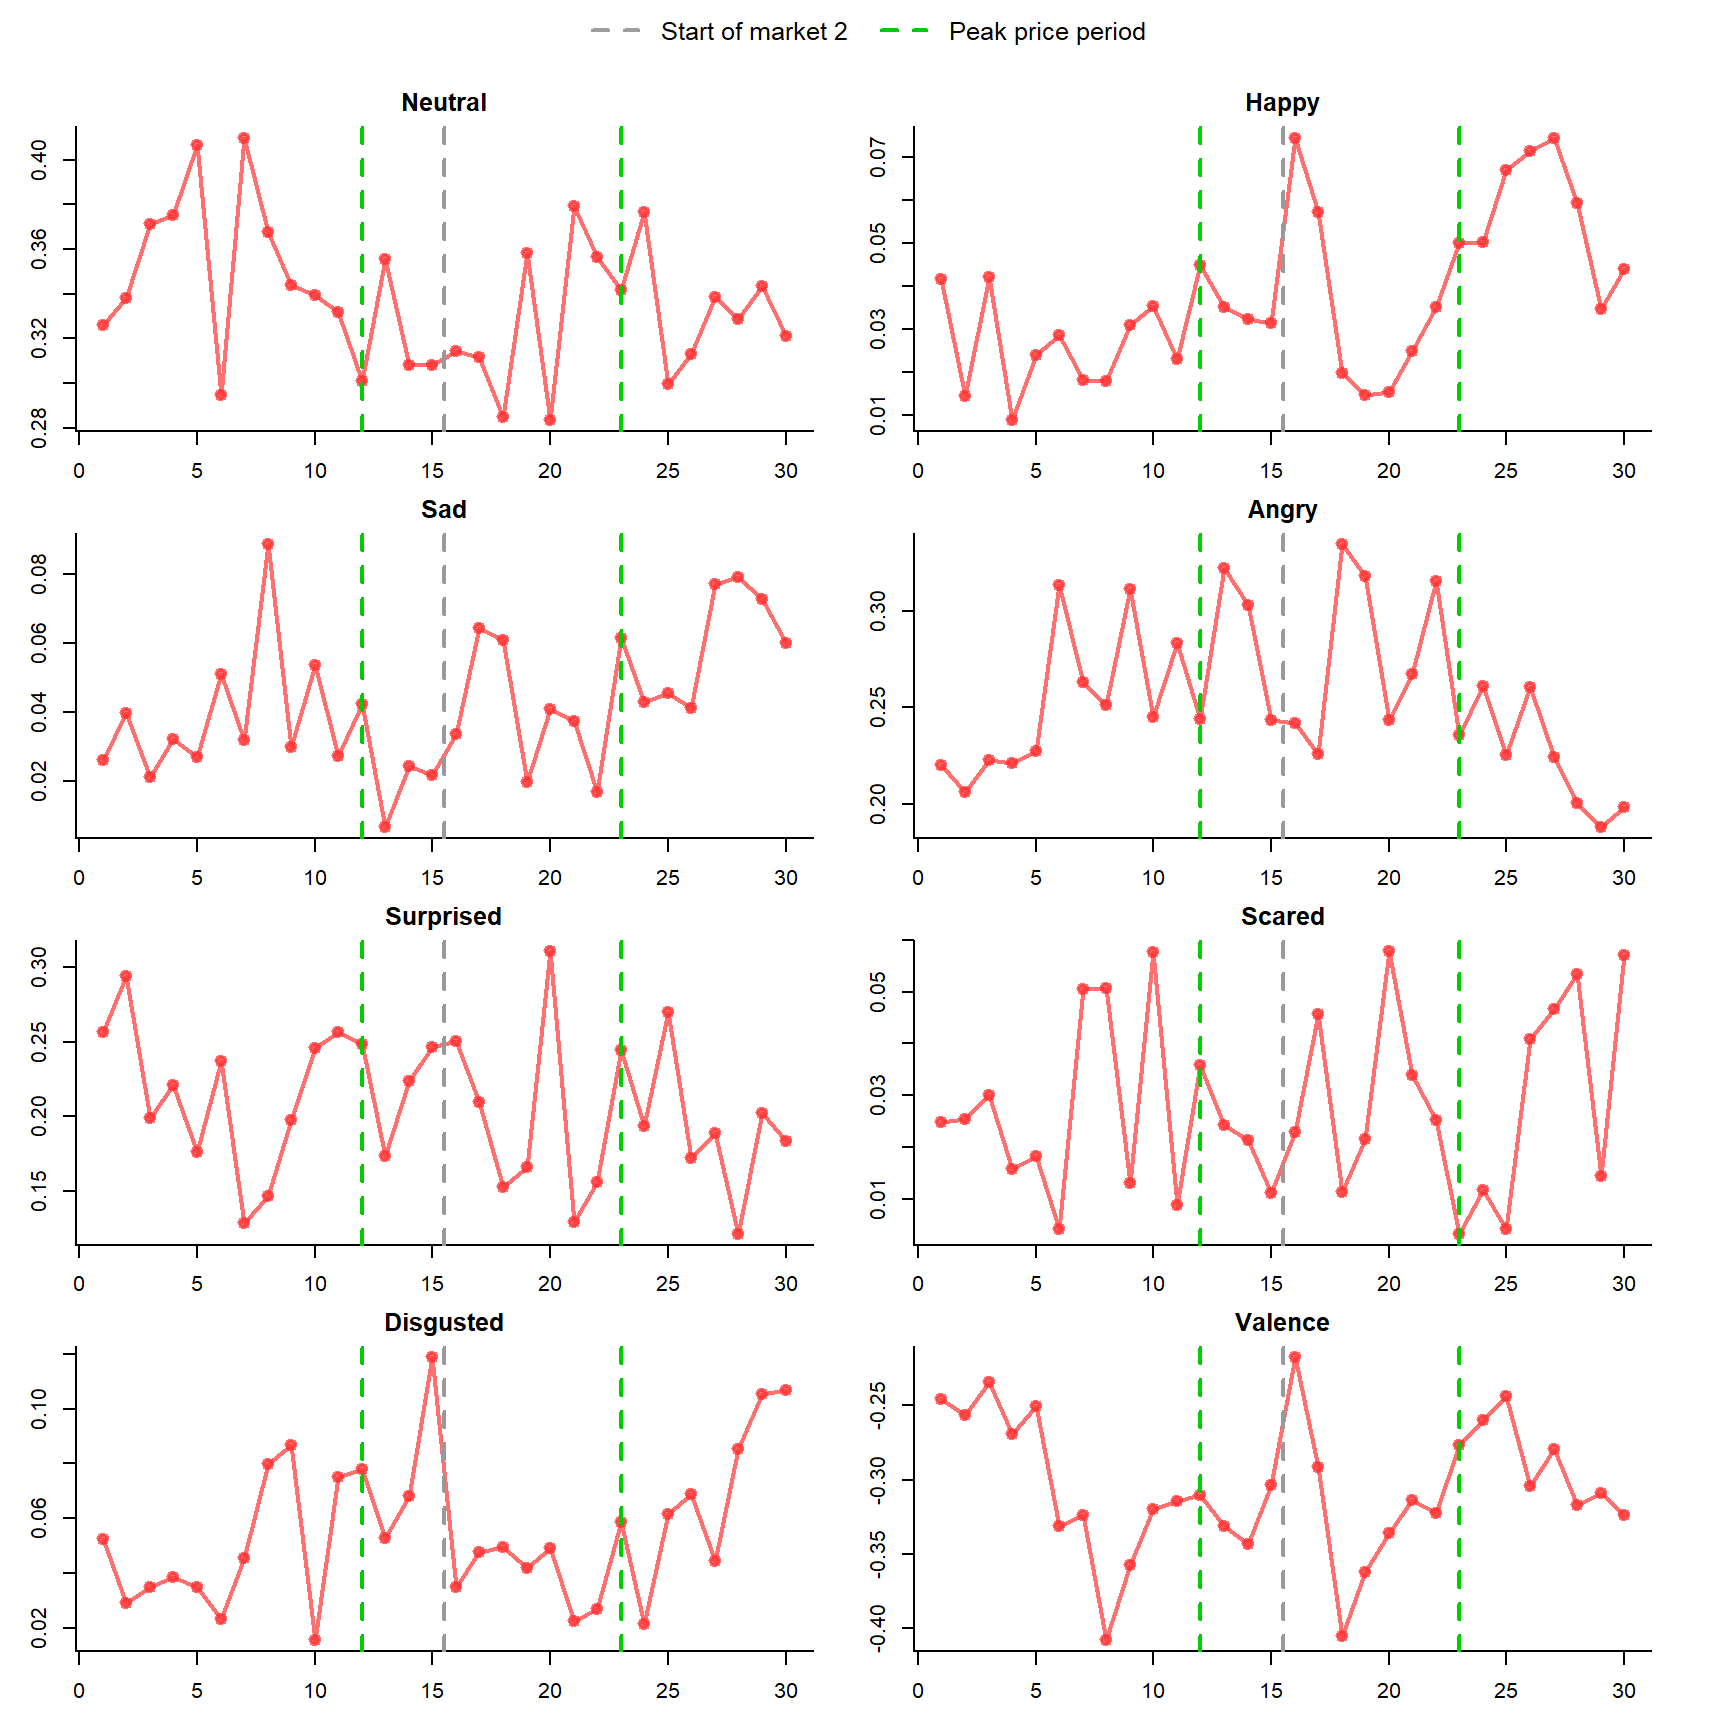 Start of market 2 Peak price period
Neutral Happy
0.40 0.36 0.32 0.28
0.07 0.05 0.03 0.01
0 5 10 15 20 25 30 0 5 10 15 20 25 30
Sad Angry
0.08 0.06 0.04 0.02
0.30 0.25 0.20
0 5 10 15 20 25 30 0 5 10 15 20 25 30
Surprised Scared
0.30 0.25 0.20 0.15
0.05 0.03 0.01
0 5 10 15 20 25 30 0 5 10 15 20 25 30
Disgusted Valence
0.10 0.06 0.02
-0.25 -0.30 -0.35 -0.40
0 5 10 15 20 25 30 0 5 10 15 20 25 30